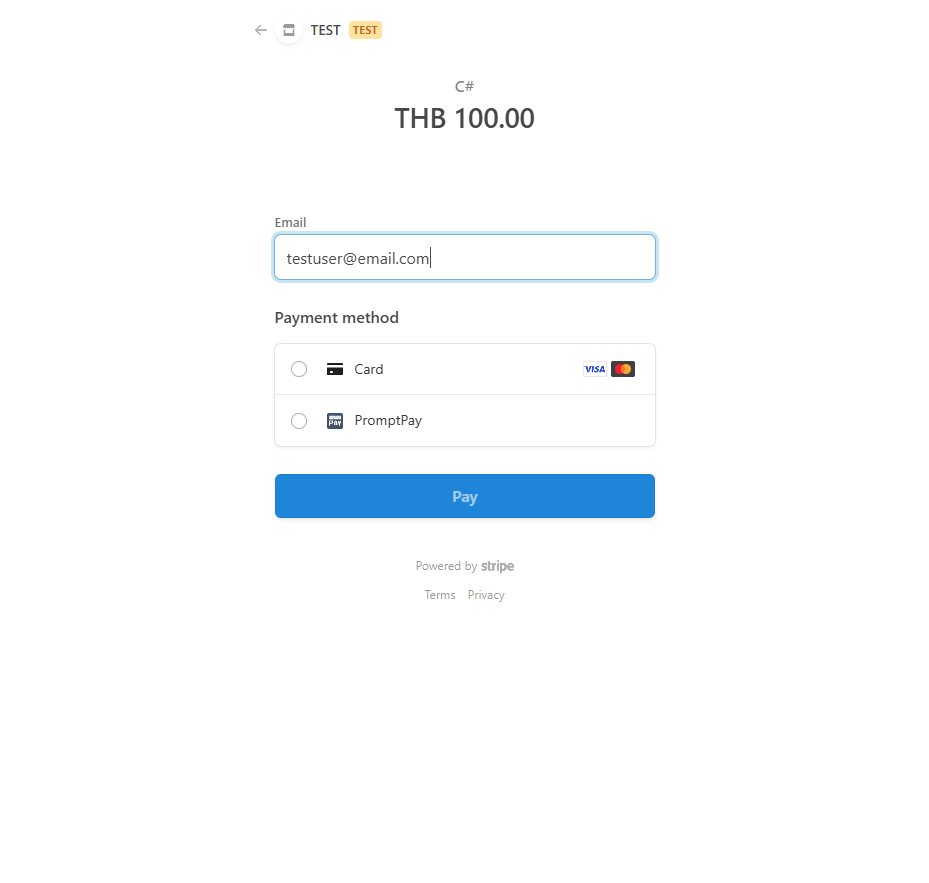 TEST TEST
C#
THB 100.00
Email
testuser@email.com
Payment method
Card VISA
PromptPay
Pay
Powered by stripe
Terms Privacy